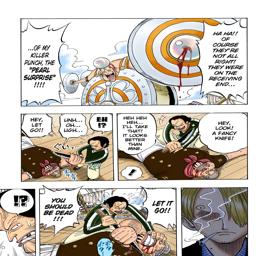 HA HA!!
OF
COURSE
THEY'RE
NOT ALL
RIGHT!
THEY WERE
ON THE
RECEIVING
END...
...OF MY
KILLER
PUNCH, THE
"PEARL
SURPRISE"
!!!!
HEY,
LOOK!
A FANCY
KNIFE!
HEH HEH
HEH...
I'LL TAKE
THAT!
IT LOOKS
BETTER
THAN
MINE.
EH
!?
UNH...
OOH...
UGH...
HEY,
LET
GO!!
LET IT
GO!!
YOU
SHOULD
BE DEAD
!!!
!?